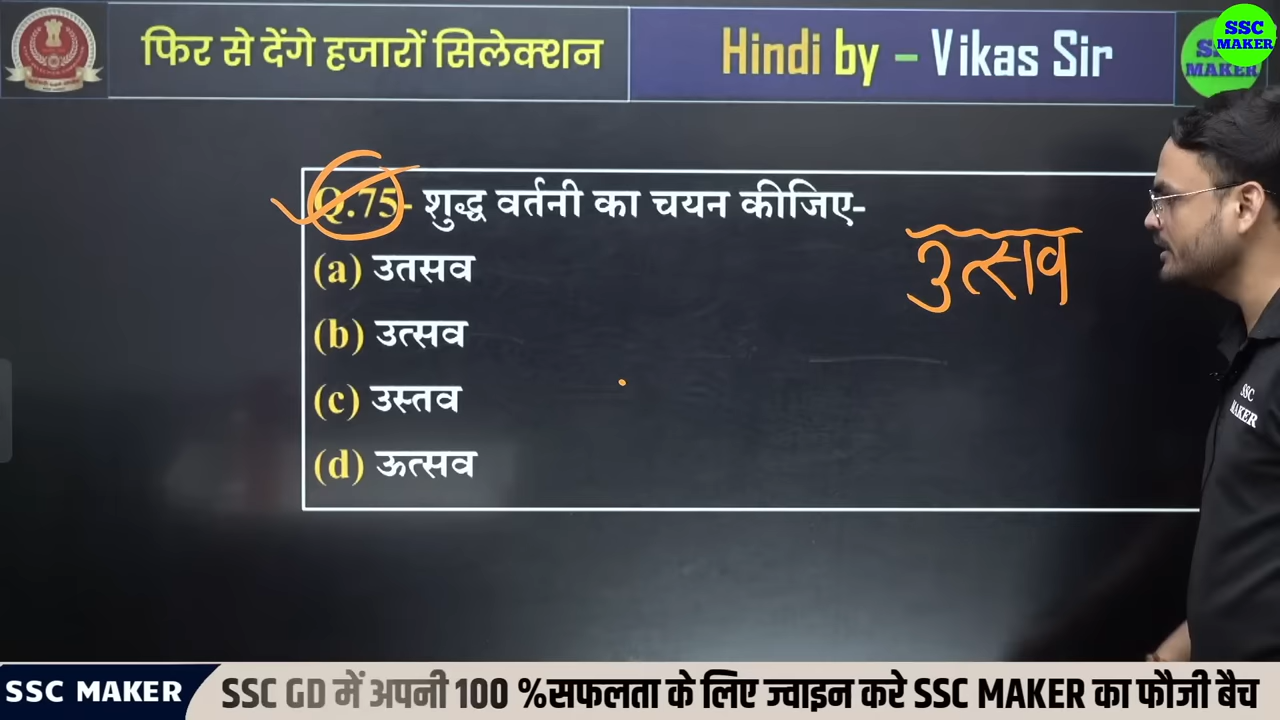 फिर से देंगे हजारों सिलेक्शन
Hindi by – Vikas Sir
SSC
MAKER
Q.75- शुद्ध वर्तनी का चयन कीजिए-
उत्सव
(a) उतसव
(b) उत्सव
(c) उस्तव
(d) ऊत्सव
SSC
MAKER
SSC MAKER
SSC GD में अपनी 100 %सफलता के लिए ज्वाइन करे SSC MAKER का फौजी बैच